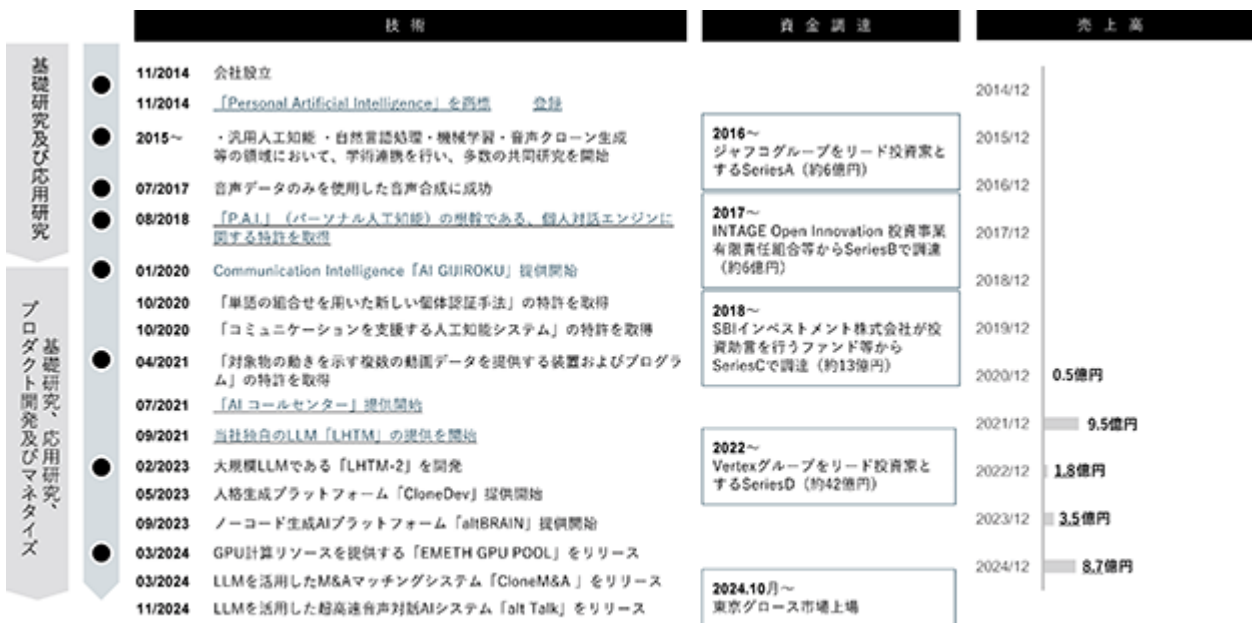 技術
資金調達
売上高
基礎研究及び応用研究
基礎研究、応用研究、
プロダクト開発及びマネタイズ
11/2014 会社設立
11/2014 「Personal Artificial Intelligence」を商標 登録
2015～ ・汎用人工知能・自然言語処理・機械学習・音声クローン生成
等の領域において、学術連携を行い、多数の共同研究を開始
07/2017 音声データのみを使用した音声合成に成功
08/2018 「P.A.I.」（パーソナル人工知能）の根幹である、個人対話エンジンに
関する特許を取得
01/2020 Communication Intelligence「AI GIJIROKU」提供開始
10/2020 「単語の組合せを用いた新しい個体認証手法」の特許を取得
10/2020 「コミュニケーションを支援する人工知能システム」の特許を取得
04/2021 「対象物の動きを示す複数の動画データを提供する装置およびプログラ
ム」の特許を取得
07/2021 「AI コールセンター」提供開始
09/2021 当社独自のLLM「LHTM」の提供を開始
02/2023 大規模LLMである「LHTM-2」を開発
05/2023 人格生成プラットフォーム「CloneDev」提供開始
09/2023 ノーコード生成AIプラットフォーム「altBRAIN」提供開始
03/2024 GPU計算リソースを提供する「EMETH GPU POOL」をリリース
03/2024 LLMを活用したM&Aマッチングシステム「CloneM&A 」をリリース
11/2024 LLMを活用した超高速音声対話AIシステム「alt Talk」をリリース
2016～
ジャフコグループをリード投資家と
するSeriesA（約6億円）
2017～
INTAGE Open Innovation 投資事業
有限責任組合等からSeriesBで調達
（約6億円）
2018～
SBIインベストメント株式会社が投
資助言を行うファンド等から
SeriesCで調達（約13億円）
2022～
Vertexグループをリード投資家と
するSeriesD（約42億円）
2024.10月～
東京グロース市場上場
2014/12
2015/12
2016/12
2017/12
2018/12
2019/12
2020/12 0.5億円
2021/12 9.5億円
2022/12 1.8億円
2023/12 3.5億円
2024/12 8.7億円